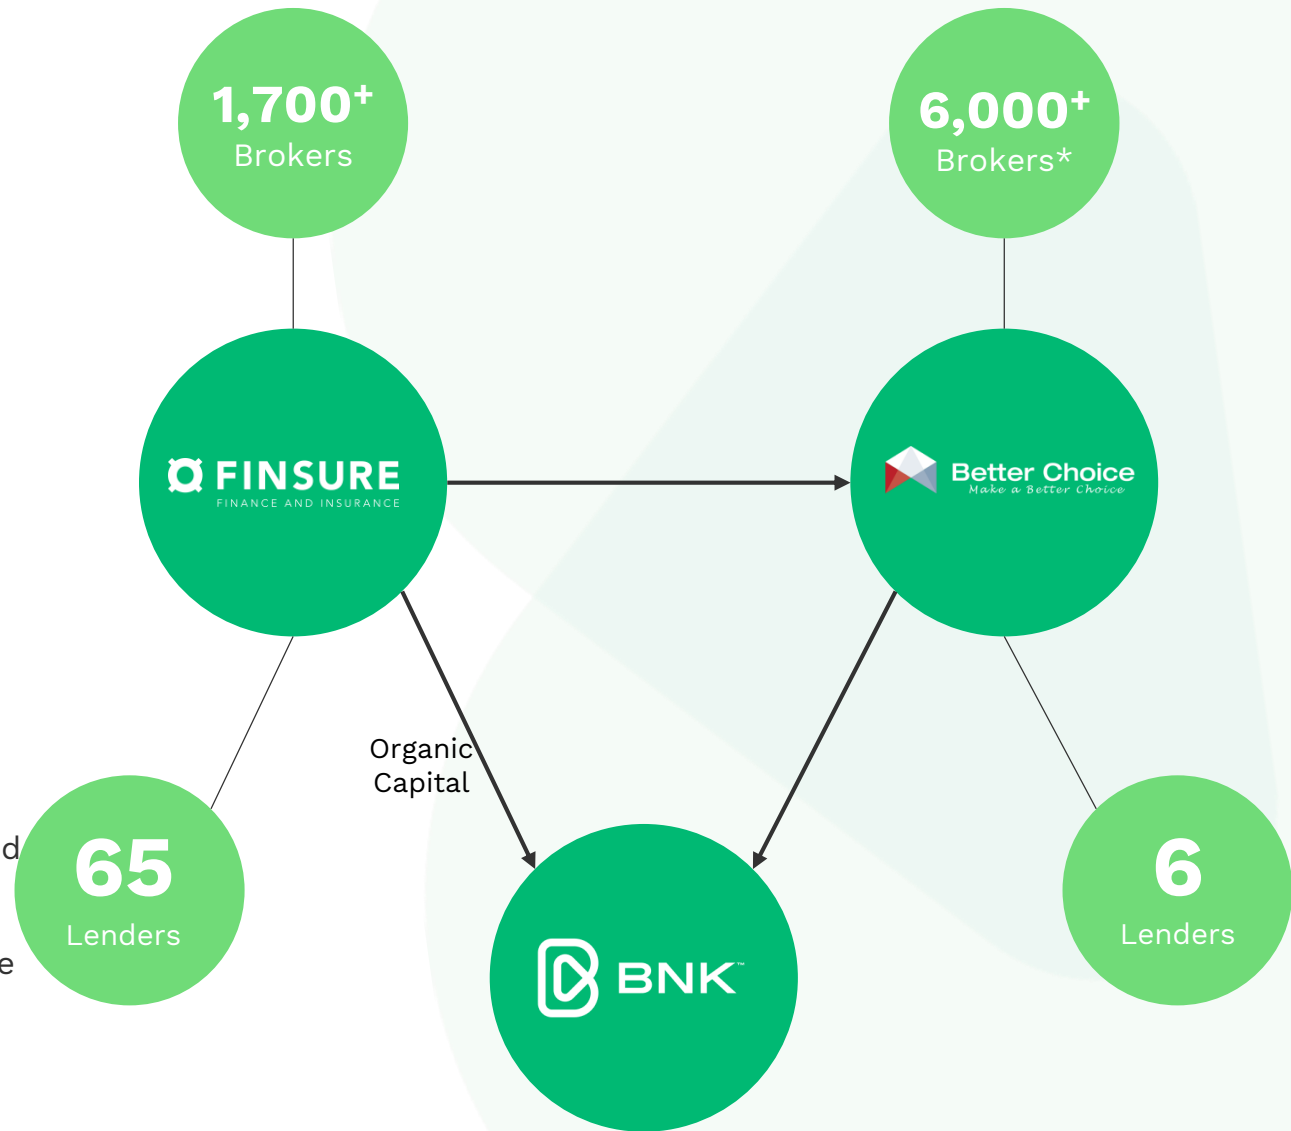 1,700+
Brokers
6,000+
Brokers*
FINSURE
FINANCE AND INSURANCE
Better Choice
Make a Better Choice
Organic
Capital
d
65
Lenders
e
6
Lenders
BNK™